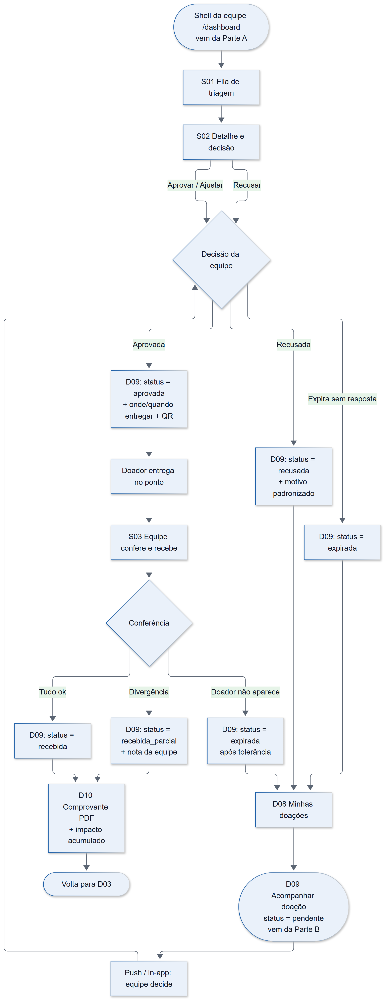 Shell da equipe
/dashboard
vem da Parte A
S01 Fila de
triagem
S02 Detalhe e
decisão
Aprovar / Ajustar
Recusar
Decisão da
equipe
Aprovada
Recusada
D09: status =
aprovada
+ onde/quando
entregar + QR
Expira sem resposta
Doador entrega
no ponto
D09: status =
recusada
+ motivo
padronizado
S03 Equipe
confere e recebe
D09: status =
expirada
Conferência
Tudo ok
Divergência
Doador não aparece
D09: status =
recebida
D09: status =
recebida_parcial
+ nota da equipe
D09: status =
expirada
após tolerância
D10
Comprovante
PDF
+ impacto
acumulado
D08 Minhas
doações
Volta para D03
D09
Acompanhar
doação
status = pendente
vem da Parte B
Push / in-app:
equipe decide